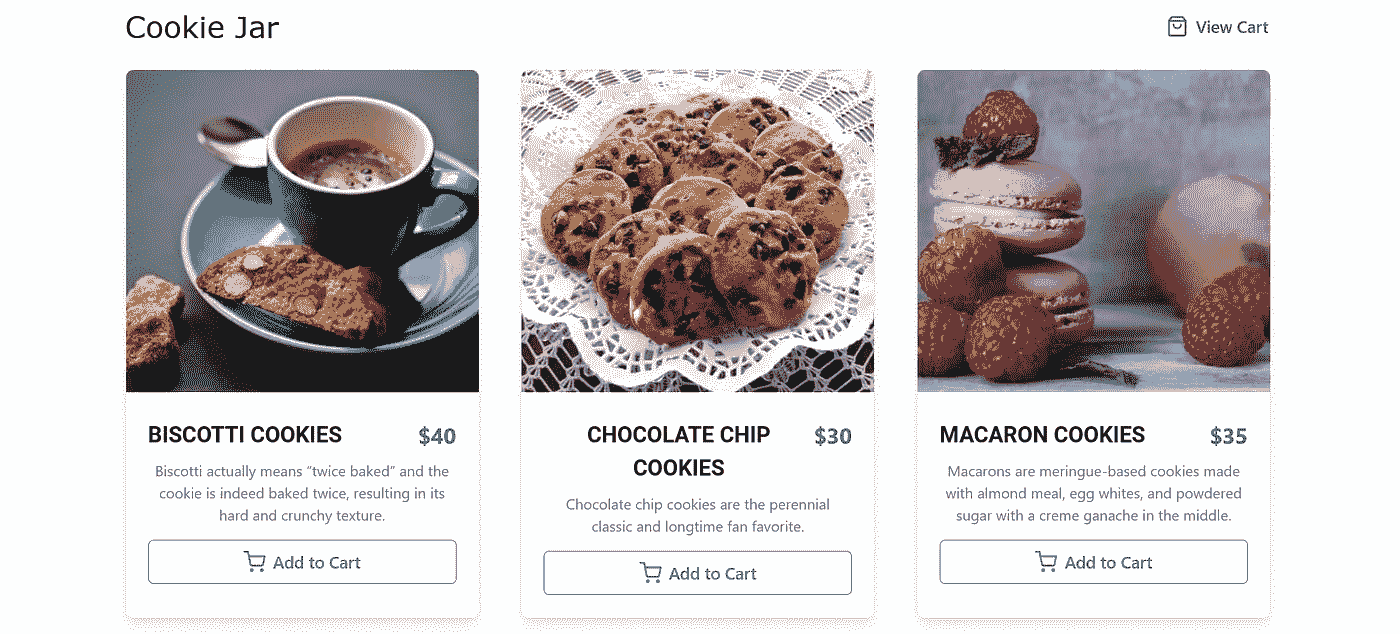 Cookie Jar
View Cart
BISCOTTI COOKIES
$40
Biscotti actually means “twice baked” and the
cookie is indeed baked twice, resulting in its
hard and crunchy texture.
Add to Cart
CHOCOLATE CHIP
COOKIES
$30
Chocolate chip cookies are the perennial
classic and longtime fan favorite.
Add to Cart
MACARON COOKIES
$35
Macarons are meringue-based cookies made
with almond meal, egg whites, and powdered
sugar with a creme ganache in the middle.
Add to Cart